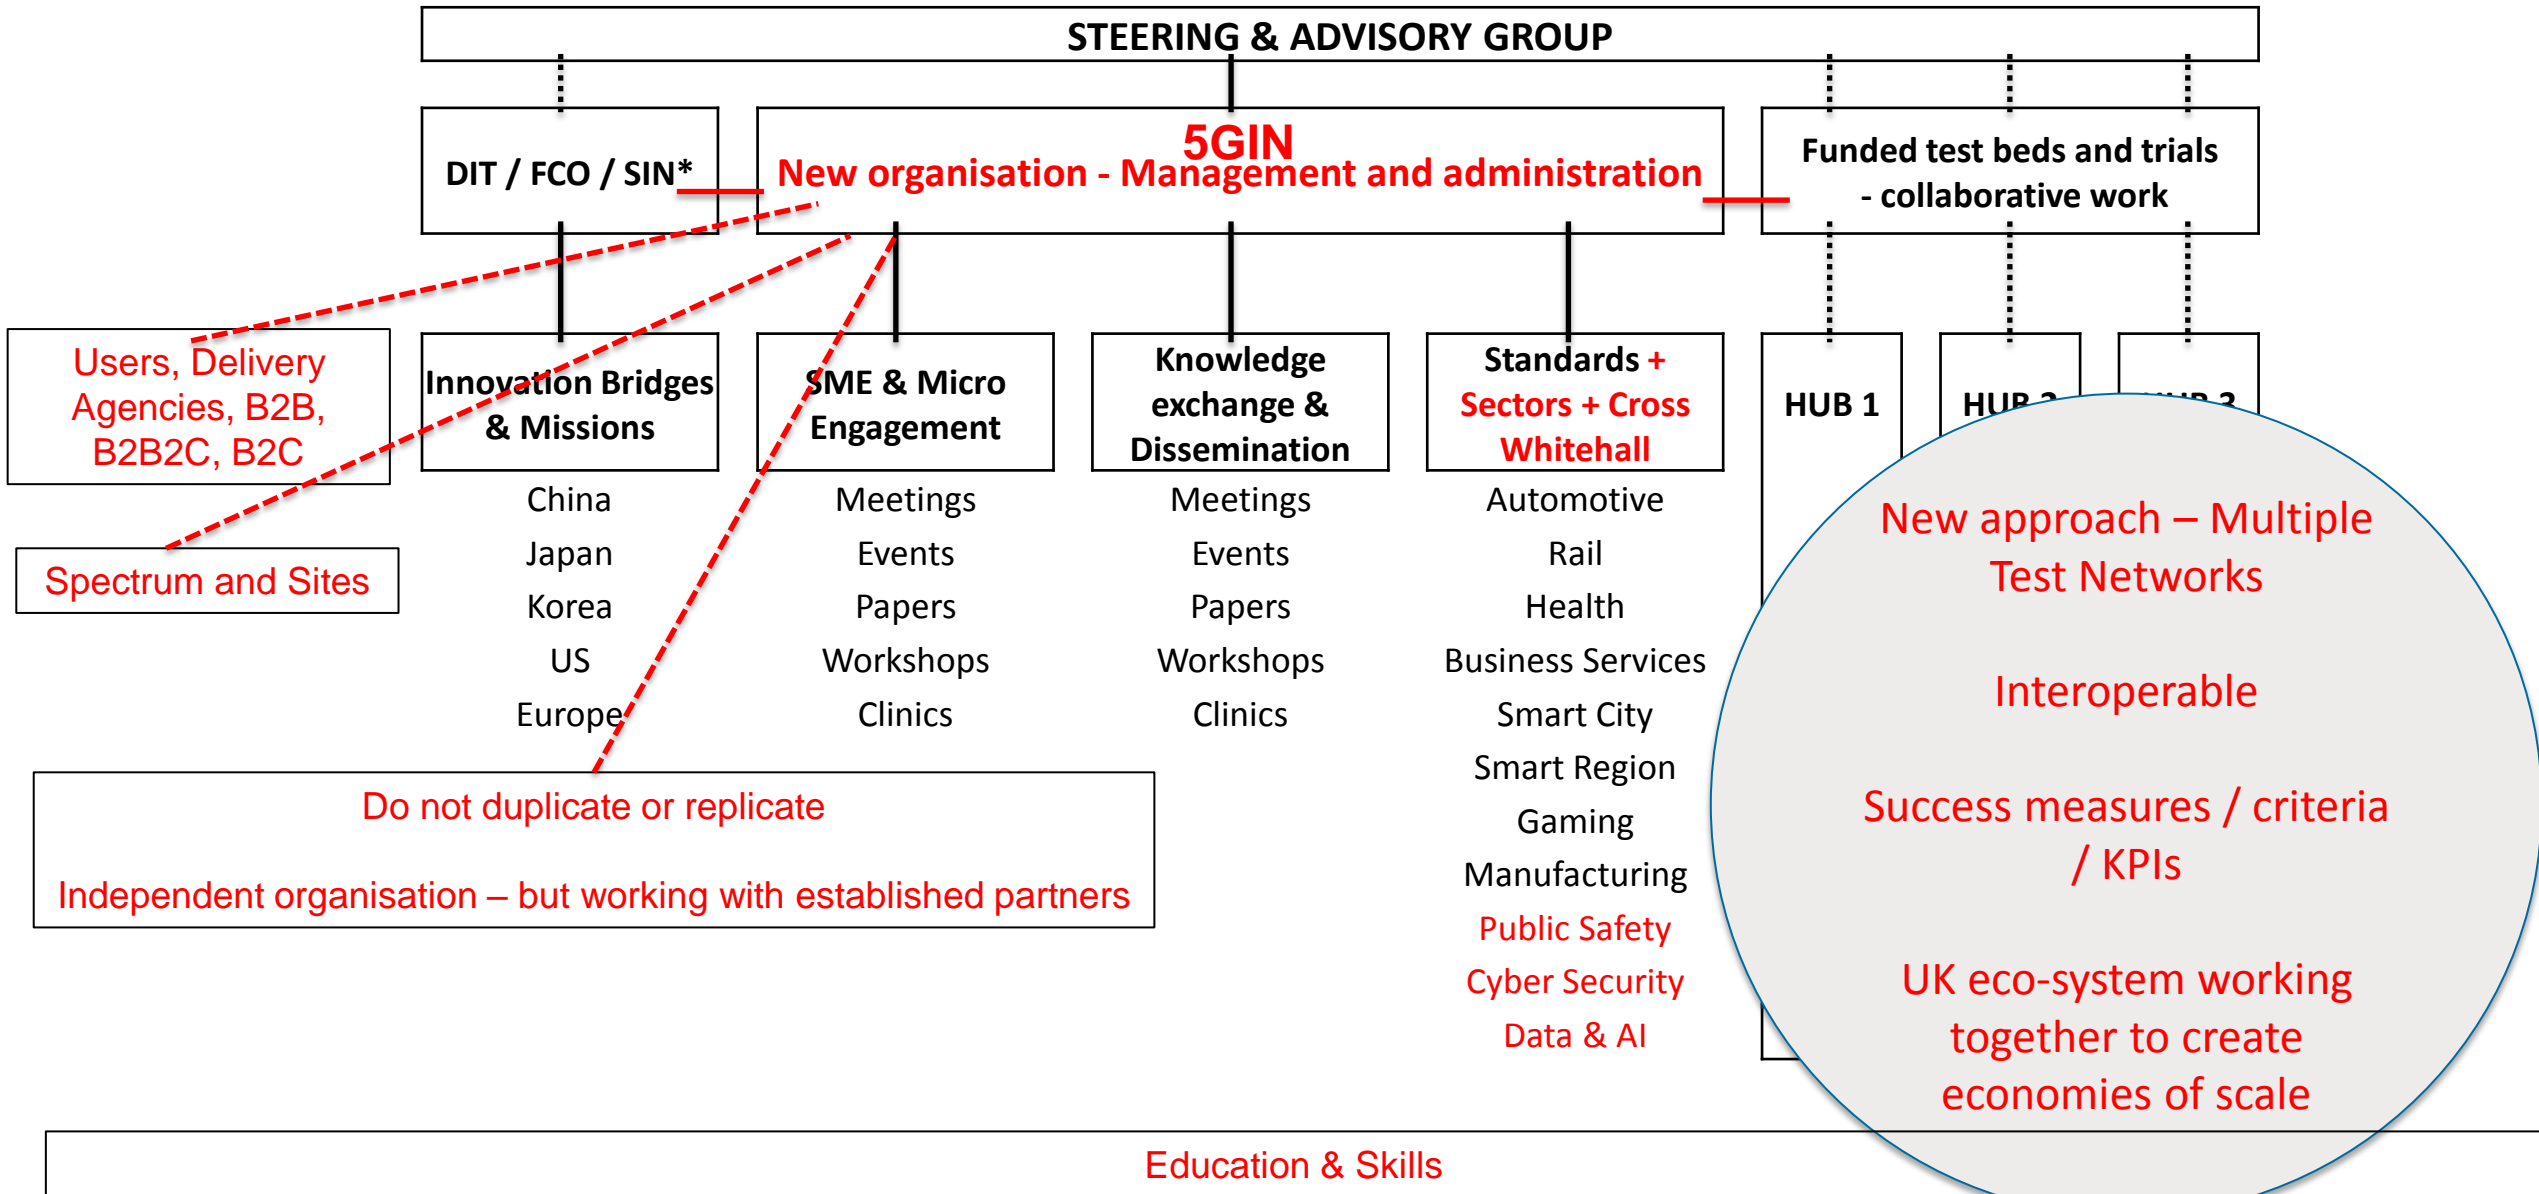 STEERING & ADVISORY GROUP
DIT / FCO / SIN*
5GIN
New organisation - Management and administration
Funded test beds and trials
- collaborative work
Users, Delivery
Agencies, B2B,
B2B2C, B2C
Spectrum and Sites
Innovation Bridges
& Missions
China
Japan
Korea
US
Europe
SME & Micro
Engagement
Meetings
Events
Papers
Workshops
Clinics
Knowledge
exchange &
Dissemination
Meetings
Events
Papers
Workshops
Clinics
Standards +
Sectors + Cross
Whitehall
Automotive
Rail
Health
Business Services
Smart City
Smart Region
Gaming
Manufacturing
Public Safety
Cyber Security
Data & AI
HUB 1
HUB 2
HUB 3
New approach – Multiple
Test Networks
Interoperable
Success measures / criteria
/ KPIs
UK eco-system working
together to create
economies of scale
Do not duplicate or replicate
Independent organisation – but working with established partners
Education & Skills